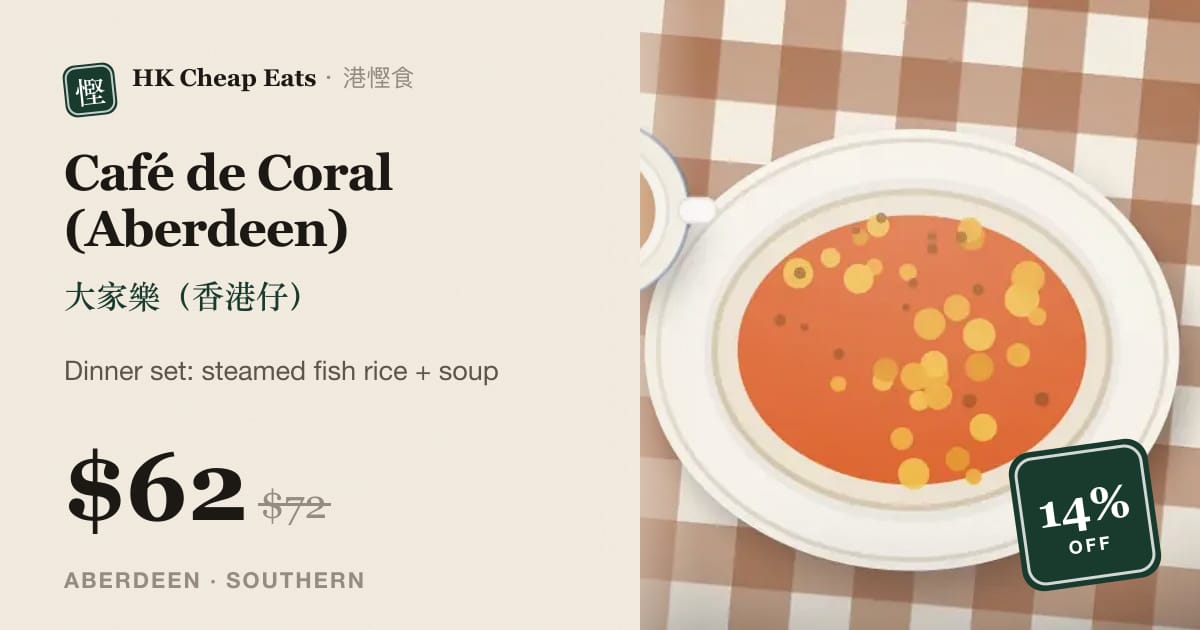 慳
HK Cheap Eats · 港慳食
Café de Coral
(Aberdeen)
大家樂（香港仔）
Dinner set: steamed fish rice + soup
$62 $72
ABERDEEN · SOUTHERN
14%
OFF